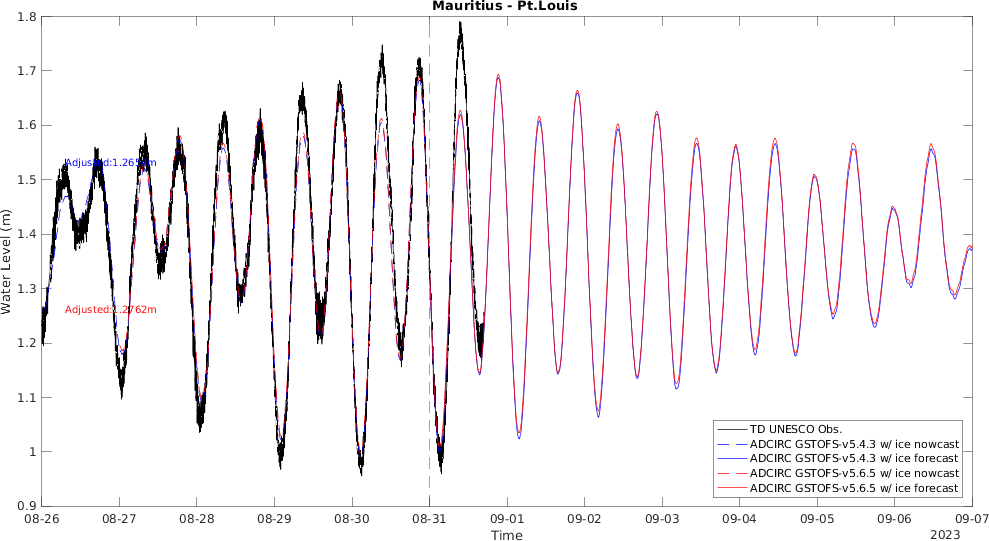 Mauritius - Pt.Louis
1.8
1.7
1.6
1.5
1.4
1.3
1.2
1.1
1
0.9
Water Level (m)
Adjusted:1.265
Adjusted:1.2762m
TD UNESCO Obs.
ADCIRC GSTOFS-v5.4.3 w/ ice nowcast
ADCIRC GSTOFS-v5.4.3 w/ ice forecast
ADCIRC GSTOFS-v5.6.5 w/ ice nowcast
ADCIRC GSTOFS-v5.6.5 w/ ice forecast
08-26 08-27 08-28 08-29 08-30 08-31 09-01 09-02 09-03 09-04 09-05 09-06 09-07
Time
2023